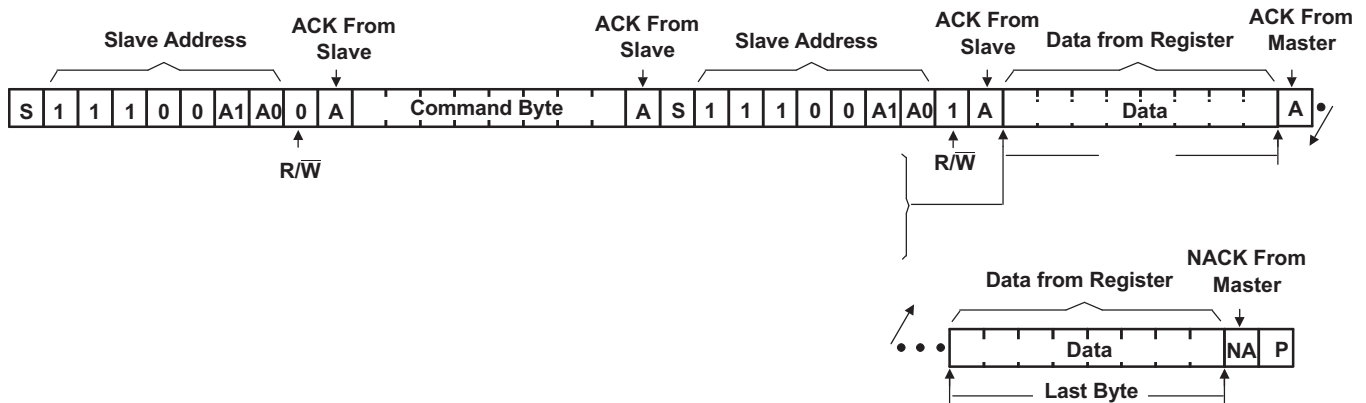 Slave Address
ACK From
Slave
ACK From
Slave
Slave Address
ACK From
Slave
Data from Register
ACK From
Master
S 1 1 1 0 0 A1 A0 0 A Command Byte A S 1 1 1 0 0 A1 A0 1 A Data A
R/W̅
R/W̅
Data from Register
NACK From
Master
Data NA P
Last Byte